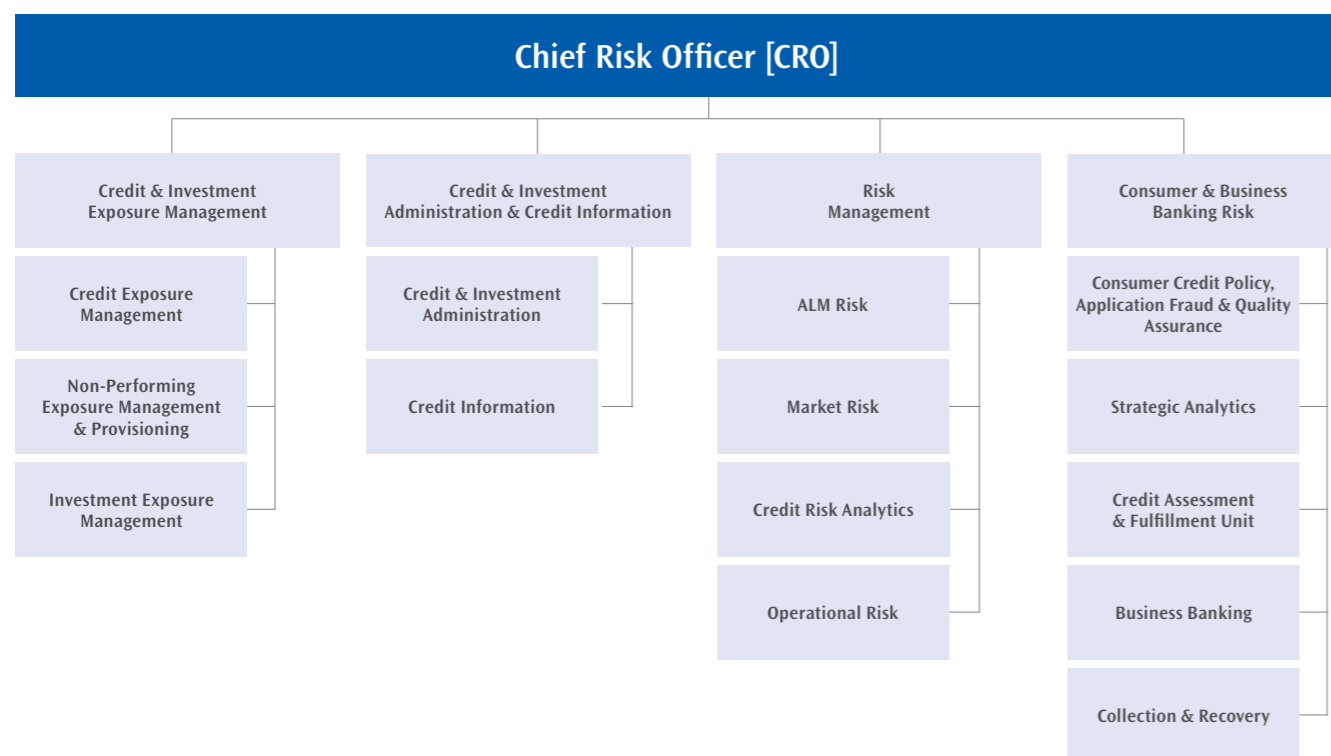 Chief Risk Officer [CRO]
Credit & Investment
Exposure Management
Credit Exposure
Management
Non-Performing
Exposure Management
& Provisioning
Investment Exposure
Management
Credit & Investment
Administration & Credit Information
Credit & Investment
Administration
Credit Information
Risk
Management
ALM Risk
Market Risk
Credit Risk Analytics
Operational Risk
Consumer & Business
Banking Risk
Consumer Credit Policy,
Application Fraud & Quality
Assurance
Strategic Analytics
Credit Assessment
& Fulfillment Unit
Business Banking
Collection & Recovery